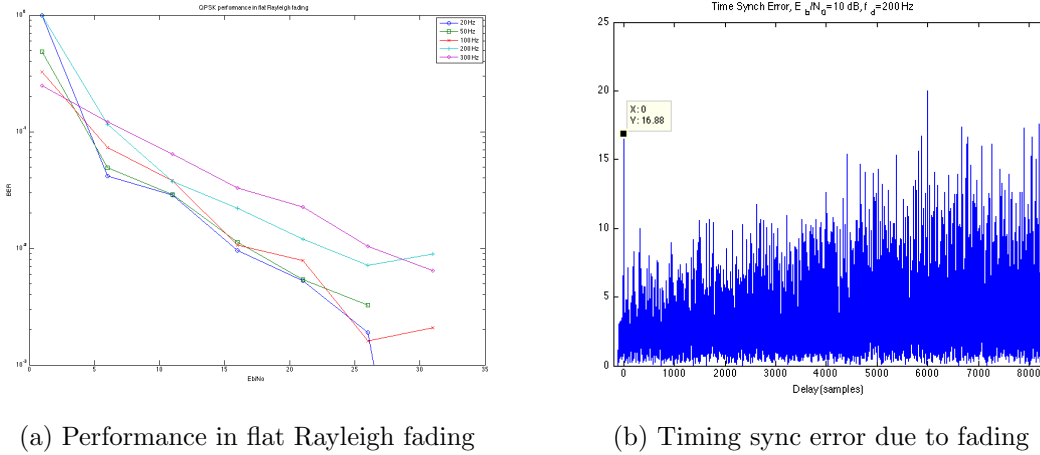 QPSK performance in flat Rayleigh fading
20Hz
50Hz
100Hz
200Hz
300Hz
BER
0
5
10
15
20
25
30
35
Eb/No
(a) Performance in flat Rayleigh fading
Time Synch Error, E_b/N_0=10 dB, f_d=200Hz
25
20
15
10
5
0
X: 0
Y: 16.88
0
1000
2000
3000
4000
5000
6000
7000
8000
Delay(samples)
(b) Timing sync error due to fading